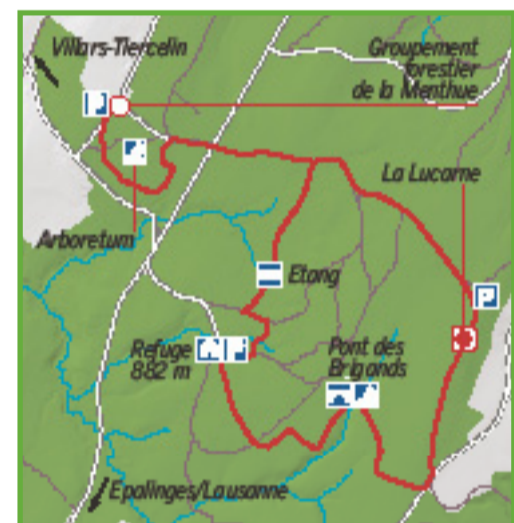 Villars-Tiercelin
Groupement
forestier
de la Menthue
La Lucarne
Arboretum
Etang
P
Refuge
882 m
Pont des
Brigands
Epalinges/Lausanne